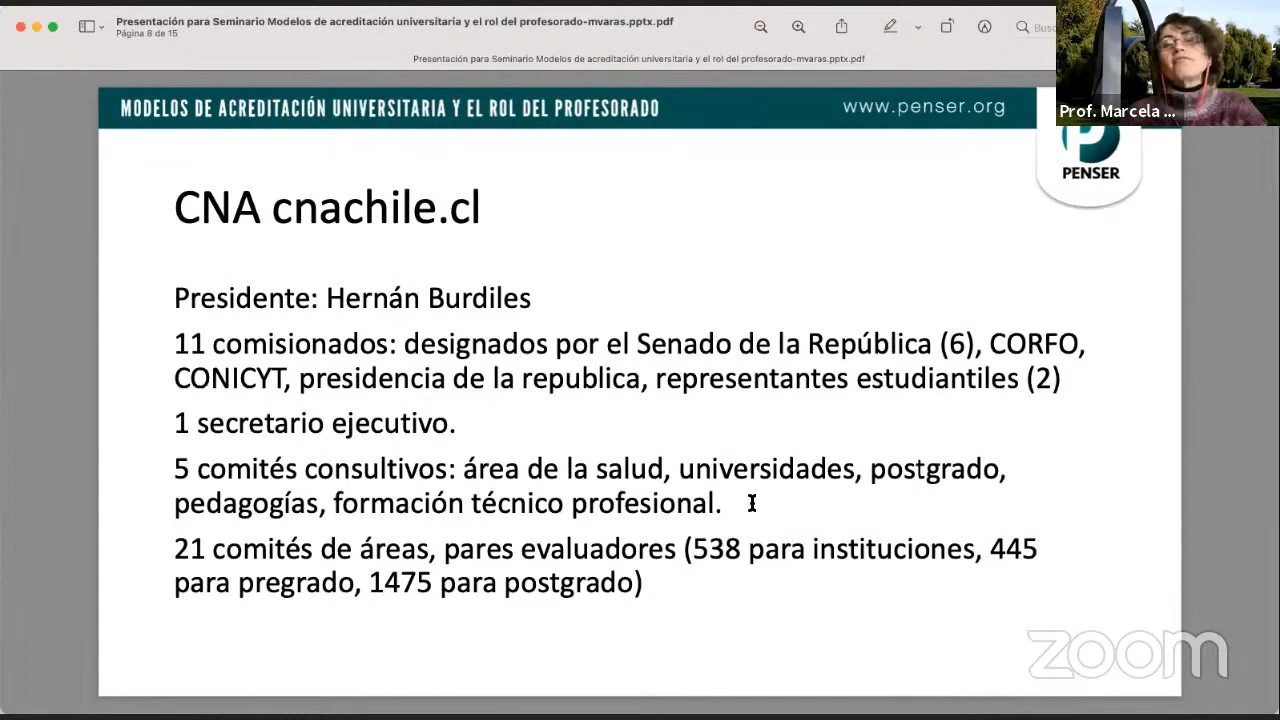 Presentación para Seminario Modelos de acreditación universitaria y el rol del profesorado-mvaras.pptx.pdf
Página 8 de 15
Presentación para Seminario Modelos de acreditación universitaria y el rol del profesorado-mvaras.pptx.pdf
MODELOS DE ACREDITACIÓN UNIVERSITARIA Y EL ROL DEL PROFESORADO
www.penser.org
Prof. Marcela ...
PENSER
CNA cnachile.cl
Presidente: Hernán Burdiles
11 comisionados: designados por el Senado de la República (6), CORFO,
CONICYT, presidencia de la republica, representantes estudiantiles (2)
1 secretario ejecutivo.
5 comités consultivos: área de la salud, universidades, postgrado,
pedagogías, formación técnico profesional.
21 comités de áreas, pares evaluadores (538 para instituciones, 445
para pregrado, 1475 para postgrado)
zoom